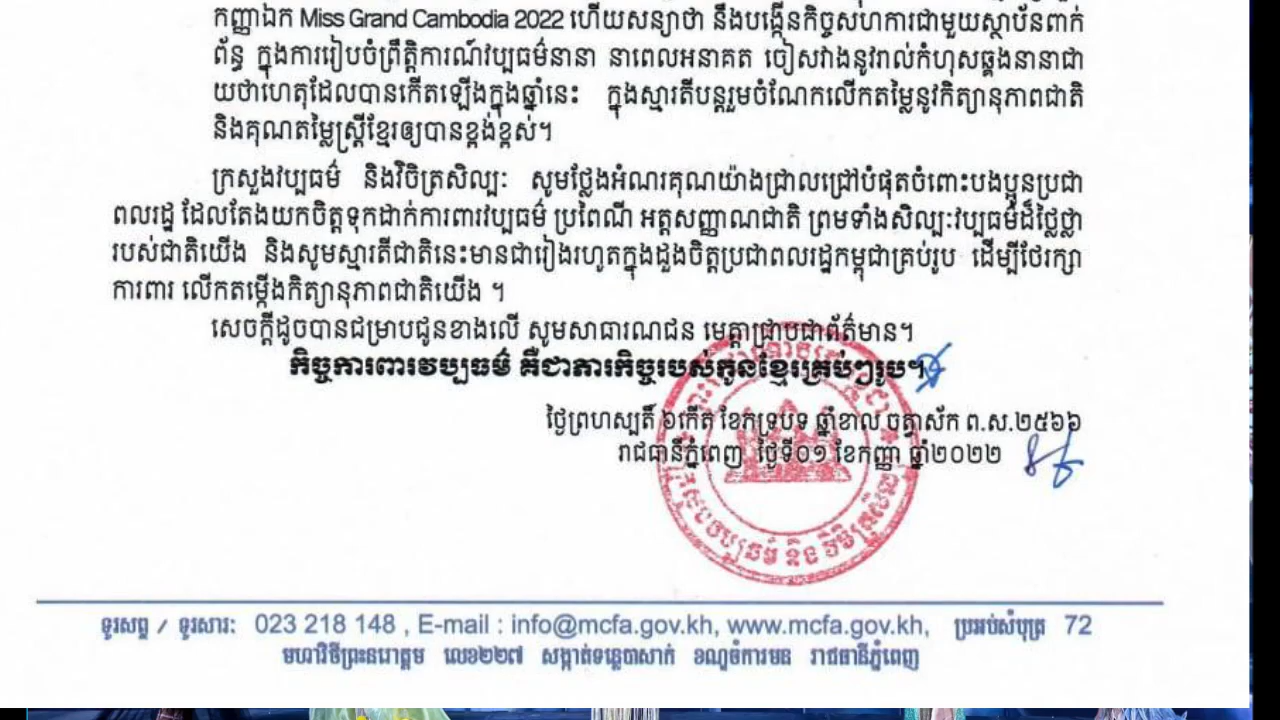 កញ្ញាឯក Miss Grand Cambodia 2022 ហើយសន្យាថា នឹងបង្កើនកិច្ចសហការជាមួយស្ថាប័នពាក់
ព័ន្ធ ក្នុងការរៀបចំព្រឹត្តិការណ៍វប្បធម៌នានា នាពេលអនាគត ចៀសវាងនូវរាល់កំហុសឆ្គងនានាជា
យថាហេតុដែលបានកើតឡើងក្នុងឆ្នាំនេះ ក្នុងស្មារតីបន្តរួមចំណែកលើកតម្លៃនូវកិត្យានុភាពជាតិ
និងគុណតម្លៃស្ត្រីខ្មែរឲ្យបានខ្ពង់ខ្ពស់។
ក្រសួងវប្បធម៌ និងវិចិត្រសិល្បៈ សូមថ្លែងអំណរគុណយ៉ាងជ្រាលជ្រៅបំផុតចំពោះបងប្អូនប្រជា
ពលរដ្ឋ ដែលតែងយកចិត្តទុកដាក់ការពារវប្បធម៌ ប្រពៃណី អត្តសញ្ញាណជាតិ ព្រមទាំងសិល្បៈវប្បធម៌ដ៏ថ្លៃថ្លា
របស់ជាតិយើង និងសូមស្មារតីជាតិនេះមានជារៀងរហូតក្នុងដួងចិត្តប្រជាពលរដ្ឋកម្ពុជាគ្រប់រូប ដើម្បីថែរក្សា
ការពារ លើកតម្កើងកិត្យានុភាពជាតិយើង ។
សេចក្តីដូចបានជម្រាបជូនខាងលើ សូមសាធារណជន មេត្តាជ្រាបជាព័ត៌មាន។
កិច្ចការពារវប្បធម៌ គឺជាភារកិច្ចរបស់កូនខ្មែរគ្រប់ៗរូប។
ថ្ងៃព្រហស្បតិ៍ ៦កើត ខែភទ្របទ ឆ្នាំខាល ចត្វាស័ក ព.ស.២៥៦៦
រាជធានីភ្នំពេញ ថ្ងៃទី០១ ខែកញ្ញា ឆ្នាំ២០២២
ក្រសួងវប្បធម៌ និង វិចិត្រសិល្បៈ
ទូរសព្ទ / ទូរសារ: 023 218 148 , E-mail : info@mcfa.gov.kh, www.mcfa.gov.kh, ប្រអប់សំបុត្រ 72
មហាវិថីព្រះនរោត្តម លេខ២២៧ សង្កាត់ទន្លេបាសាក់ ខណ្ឌចំការមន រាជធានីភ្នំពេញ